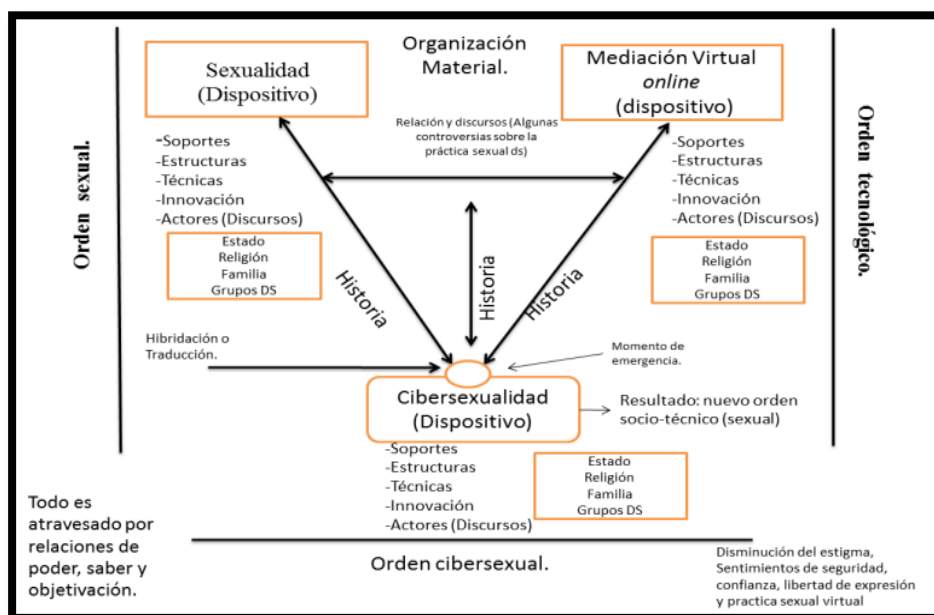 Organización
Material.
Sexualidad
(Dispositivo)
Mediación Virtual
online
(dispositivo)
Relación y discursos (Algunas
controversias sobre la
práctica sexual ds)
Orden sexual.
-Soportes
-Estructuras
-Técnicas
-Innovación
-Actores (Discursos)
Estado
Religión
Familia
Grupos DS
-Soportes
-Estructuras
-Técnicas
-Innovación
-Actores (Discursos)
Estado
Religión
Familia
Grupos DS
Orden tecnológico.
Historia
Historia
Historia
Hibridación o
Traducción.
Momento de
emergencia.
Cibersexualidad
(Dispositivo)
Resultado: nuevo orden
socio-técnico (sexual)
-Soportes
-Estructuras
-Técnicas
-Innovación
-Actores (Discursos)
Estado
Religión
Familia
Grupos DS
Todo es
atravesado por
relaciones de
poder, saber y
objetivación.
Orden cibersexual.
Disminución del estigma,
Sentimientos de seguridad,
confianza, libertad de expresión
y practica sexual virtual